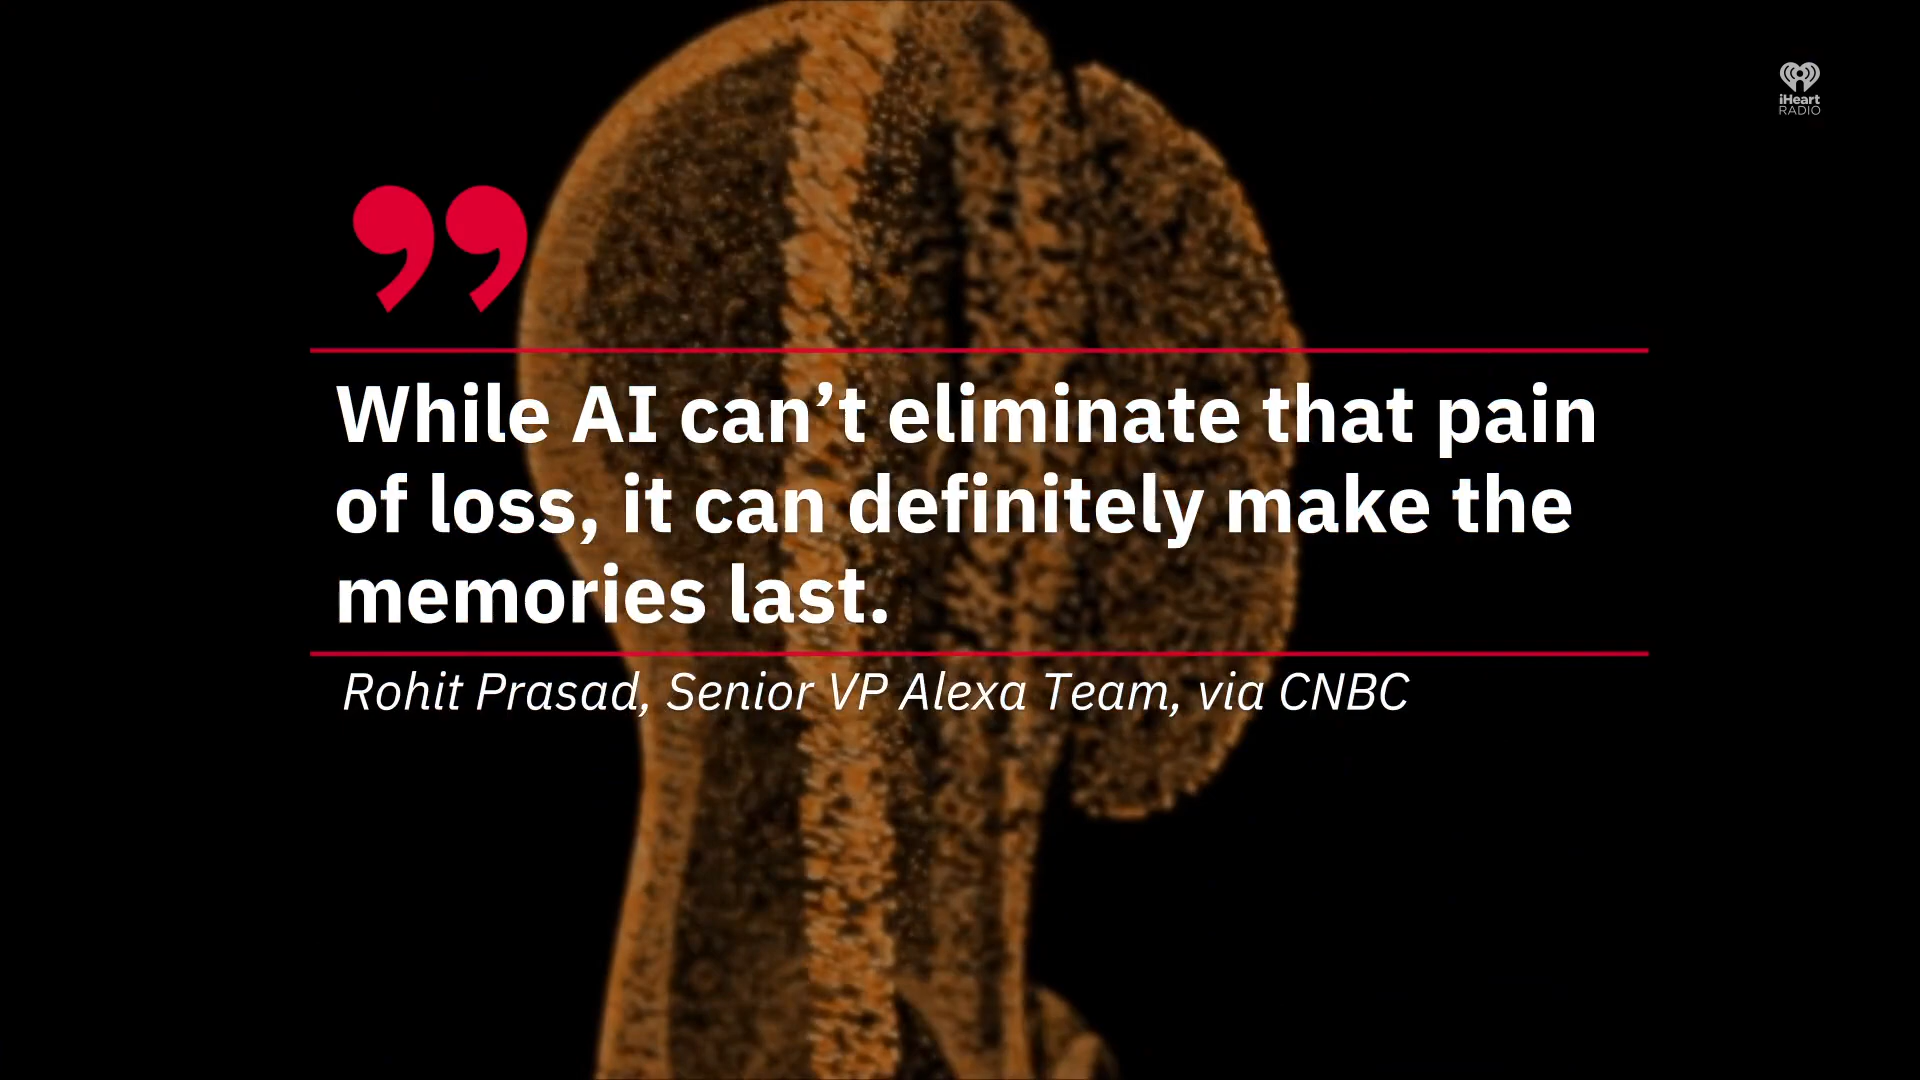 iHeart
RADIO
”
While AI can’t eliminate that pain
of loss, it can definitely make the
memories last.
Rohit Prasad, Senior VP Alexa Team, via CNBC